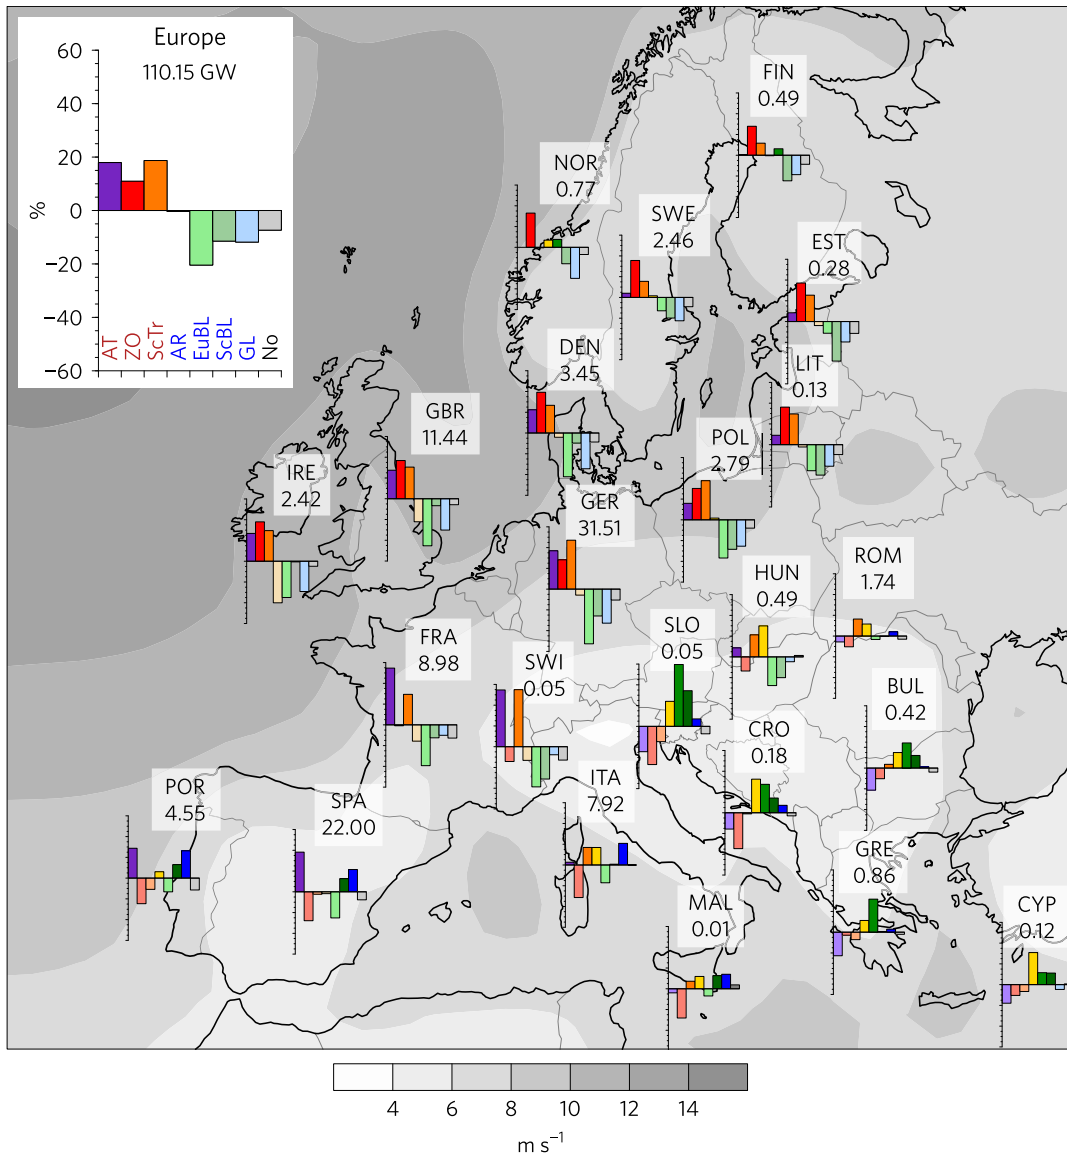 Europe
110.15 GW
60
40
20
0
−20
−40
−60
%
AT
ZO
ScTr
AR
EuBL
ScBL
GL
No
FIN
0.49
NOR
0.77
SWE
2.46
EST
0.28
DEN
3.45
LIT
0.13
GBR
11.44
POL
2.79
IRE
2.42
GER
31.51
ROM
1.74
HUN
0.49
FRA
8.98
SWI
0.05
SLO
0.05
BUL
0.42
CRO
0.18
POR
4.55
SPA
22.00
ITA
7.92
GRE
0.86
MAL
0.01
CYP
0.12
4 6 8 10 12 14
m s⁻¹